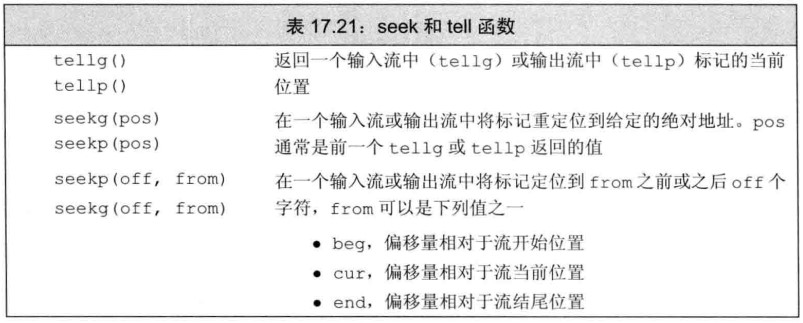 表 17.21：seek 和 tell 函数
tellg() 返回一个输入流中（tellg）或输出流中（tellp）标记的当前
tellp() 位置
seekg(pos) 在一个输入流或输出流中将标记重定位到给定的绝对地址。pos
seekp(pos) 通常是前一个 tellg 或 tellp 返回的值
seekp(off, from) 在一个输入流或输出流中将标记定位到 from 之前或之后 off 个
seekg(off, from) 字符，from 可以是下列值之一
● beg，偏移量相对于流开始位置
● cur，偏移量相对于流当前位置
● end，偏移量相对于流结尾位置